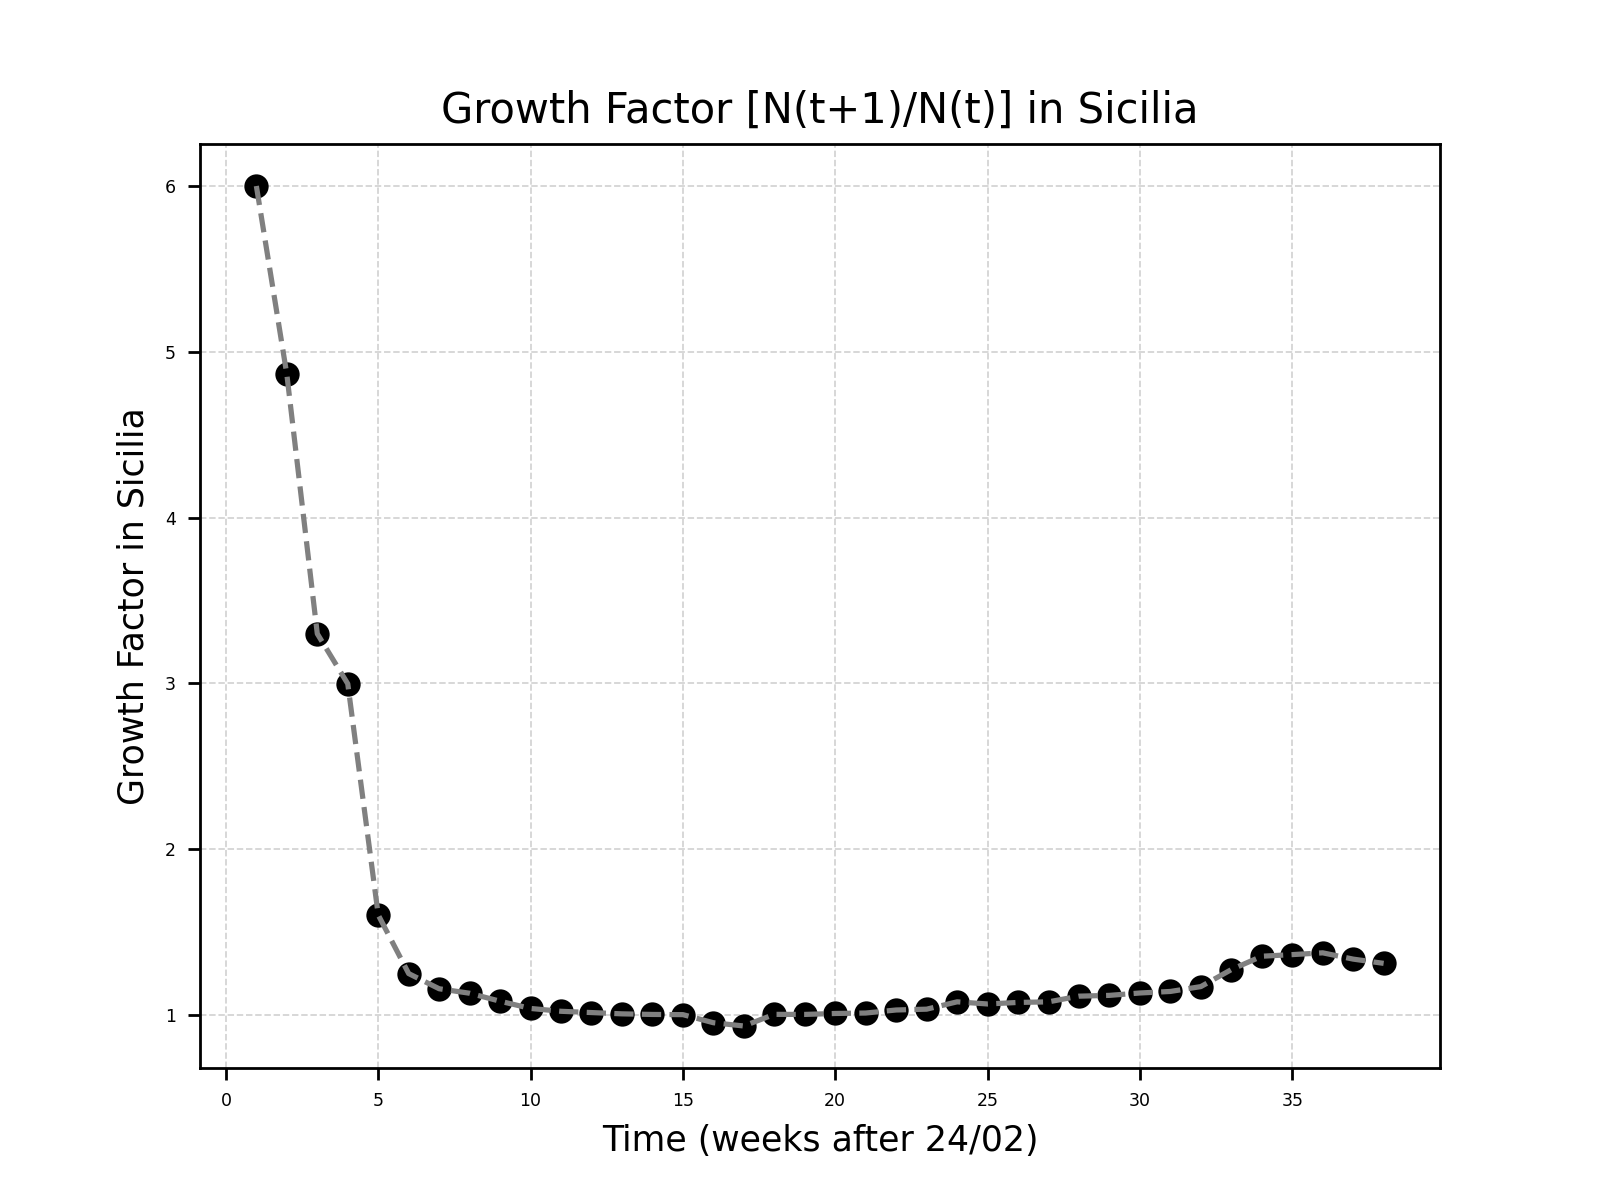 Growth Factor [N(t+1)/N(t)] in Sicilia
Growth Factor in Sicilia
6
5
4
3
2
1
0 5 10 15 20 25 30 35
Time (weeks after 24/02)